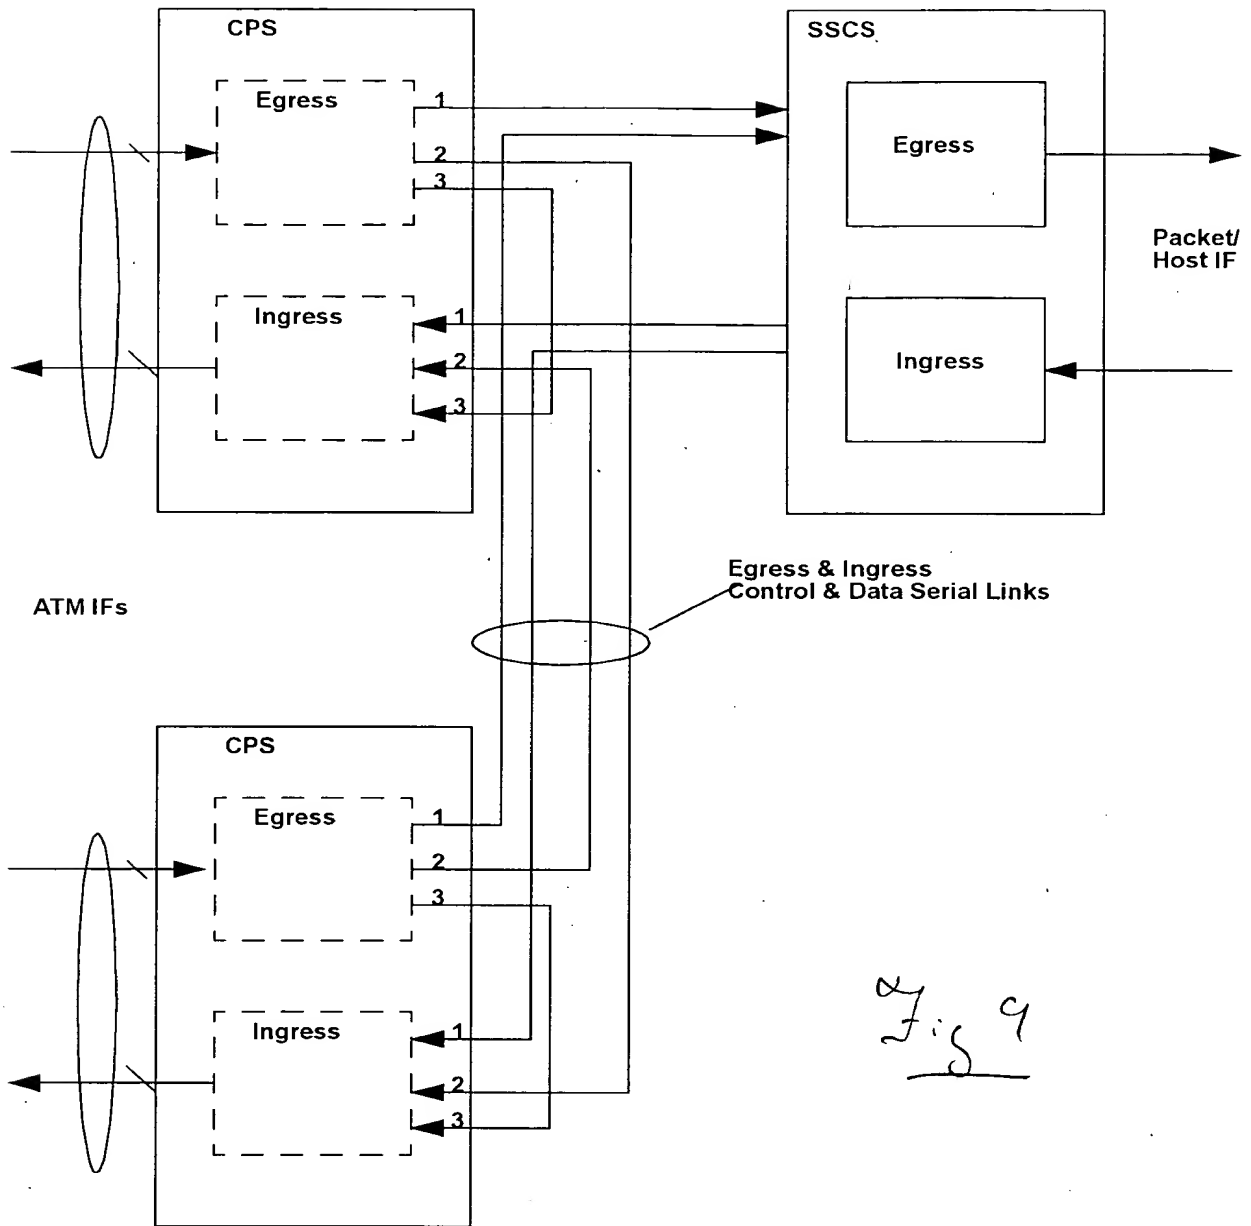 CPS
SSCS
Egress
1
2
3
Egress
Packet/
Host IF
Ingress
1
2
3
Ingress
Egress & Ingress
Control & Data Serial Links
ATM IFs
CPS
Egress
1
2
3
Ingress
1
2
3
Fig 9